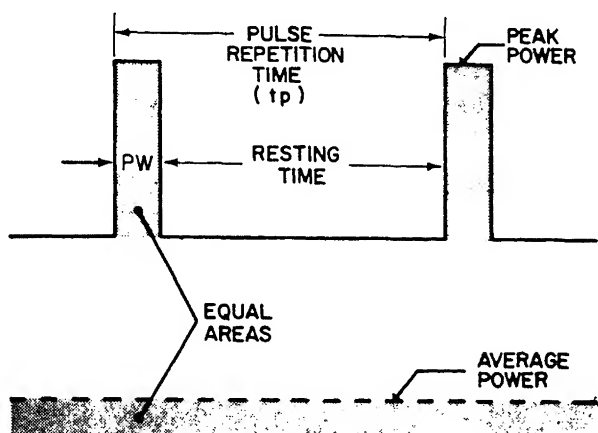 PULSE
REPETITION
TIME
(tp)
PEAK
POWER
PW
RESTING
TIME
EQUAL
AREAS
AVERAGE
POWER